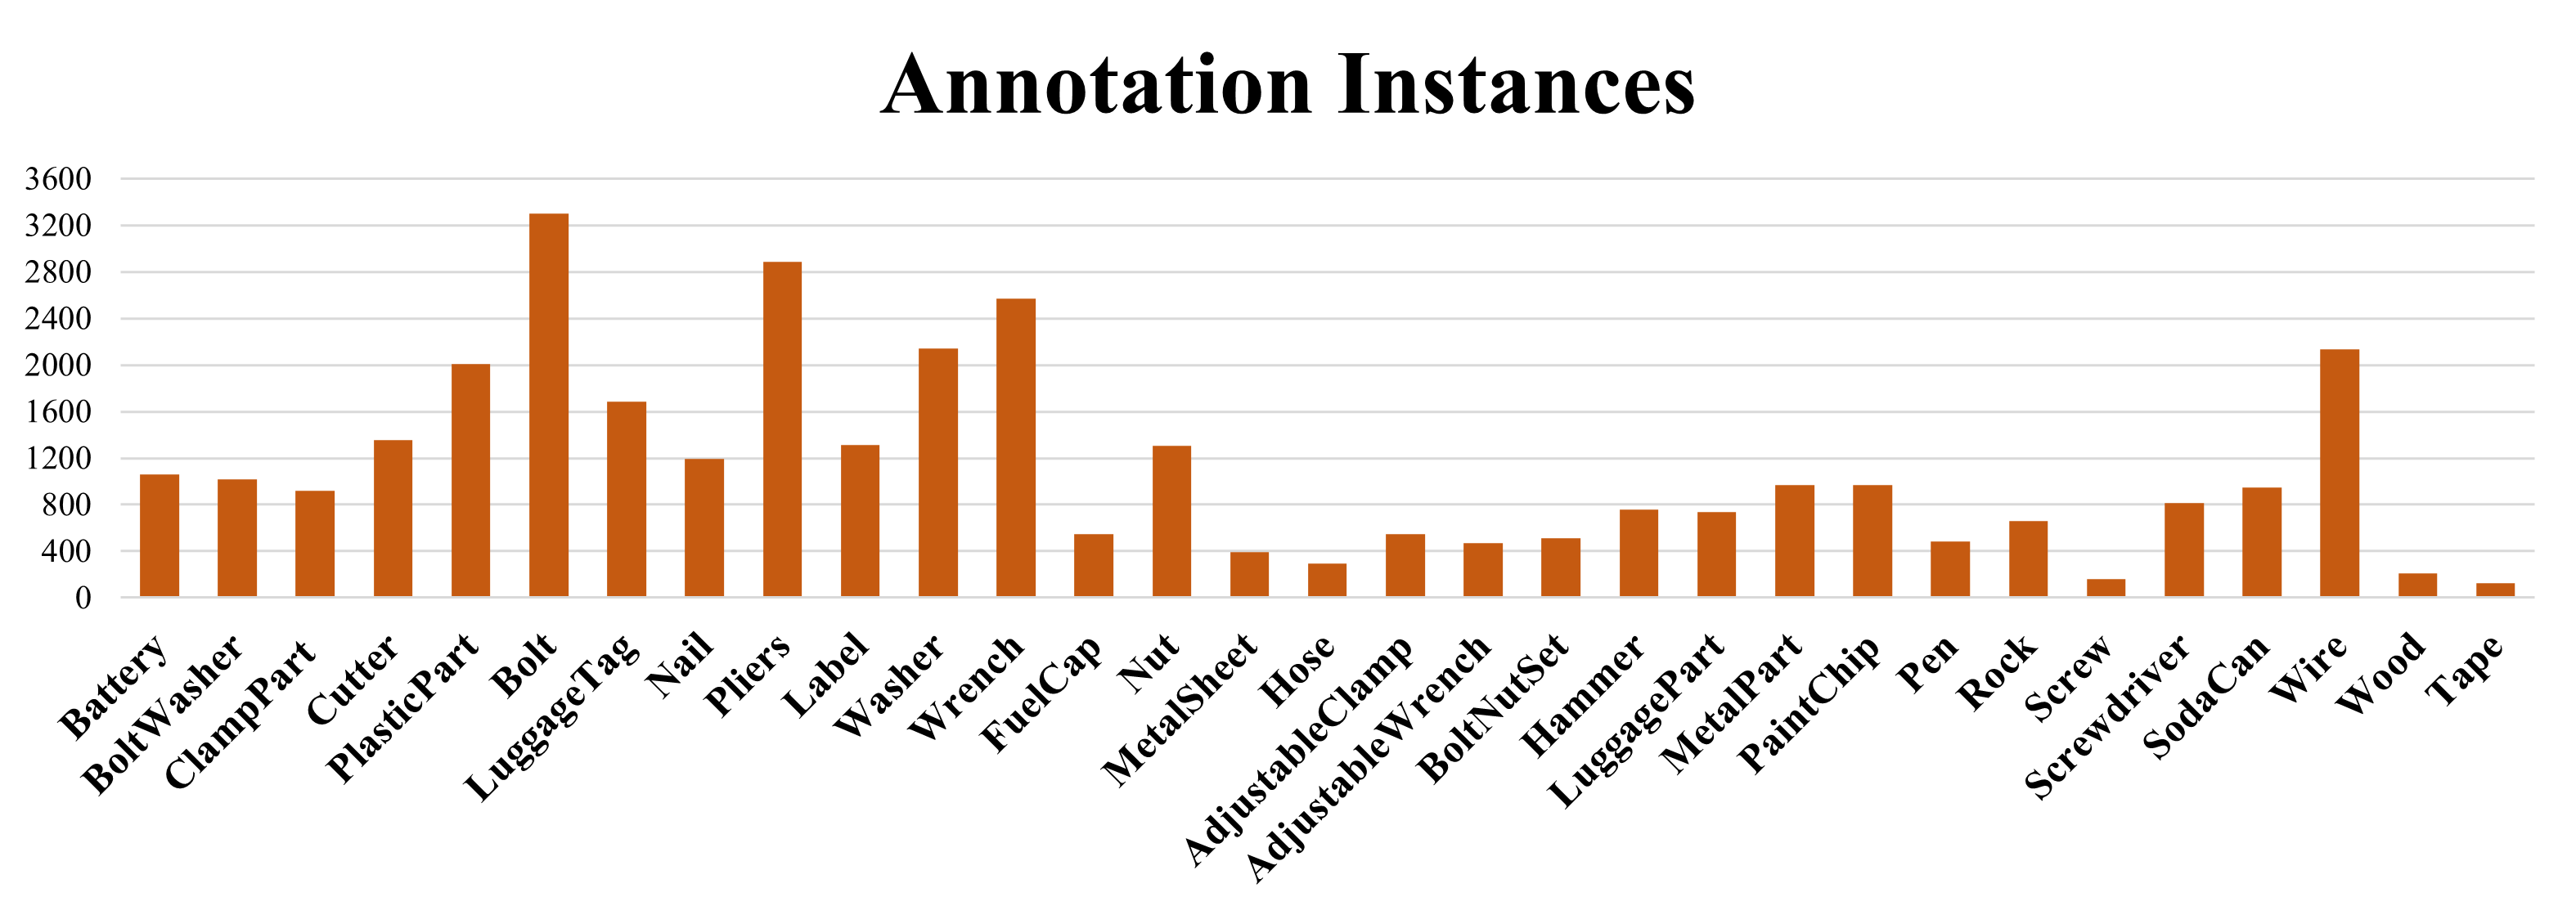 Annotation Instances
3600
3200
2800
2400
2000
1600
1200
800
400
0
Battery
BoltWasher
ClampPart
Cutter
PlasticPart
Bolt
LuggageTag
Nail
Pliers
Label
Washer
Wrench
FuelCap
Nut
MetalSheet
Hose
AdjustableClamp
AdjustableWrench
BoltNutSet
Hammer
LuggagePart
MetalPart
PaintChip
Pen
Rock
Screw
Screwdriver
SodaCan
Wire
Wood
Tape